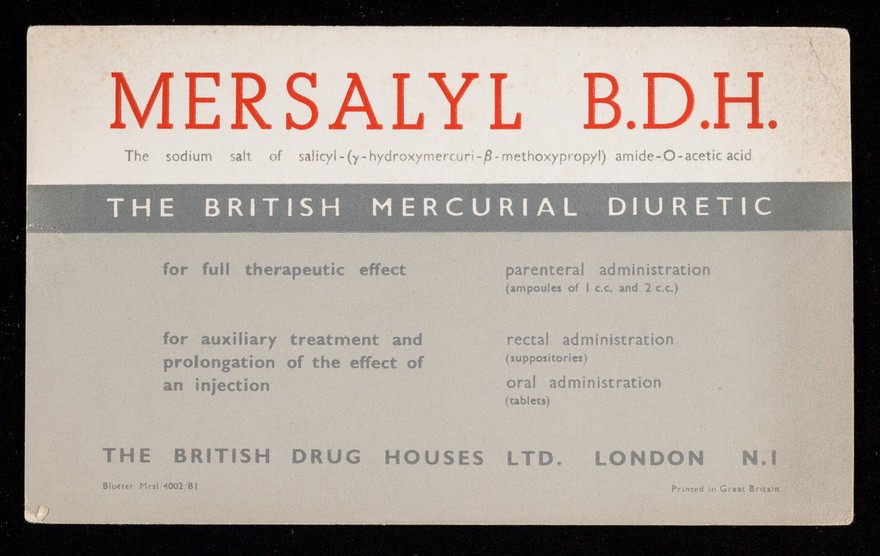 MERSALYL B.D.H.
The sodium salt of salicyl-(γ-hydroxymercuri-β-methoxypropyl) amide-O-acetic acid
THE BRITISH MERCURIAL DIURETIC
for full therapeutic effect
parenteral administration
(ampoules of 1 c.c. and 2 c.c.)
for auxiliary treatment and
prolongation of the effect of
an injection
rectal administration
(suppositories)
oral administration
(tablets)
THE BRITISH DRUG HOUSES LTD. LONDON N.1
Blotter Mrsl/4002/B1
Printed in Great Britain